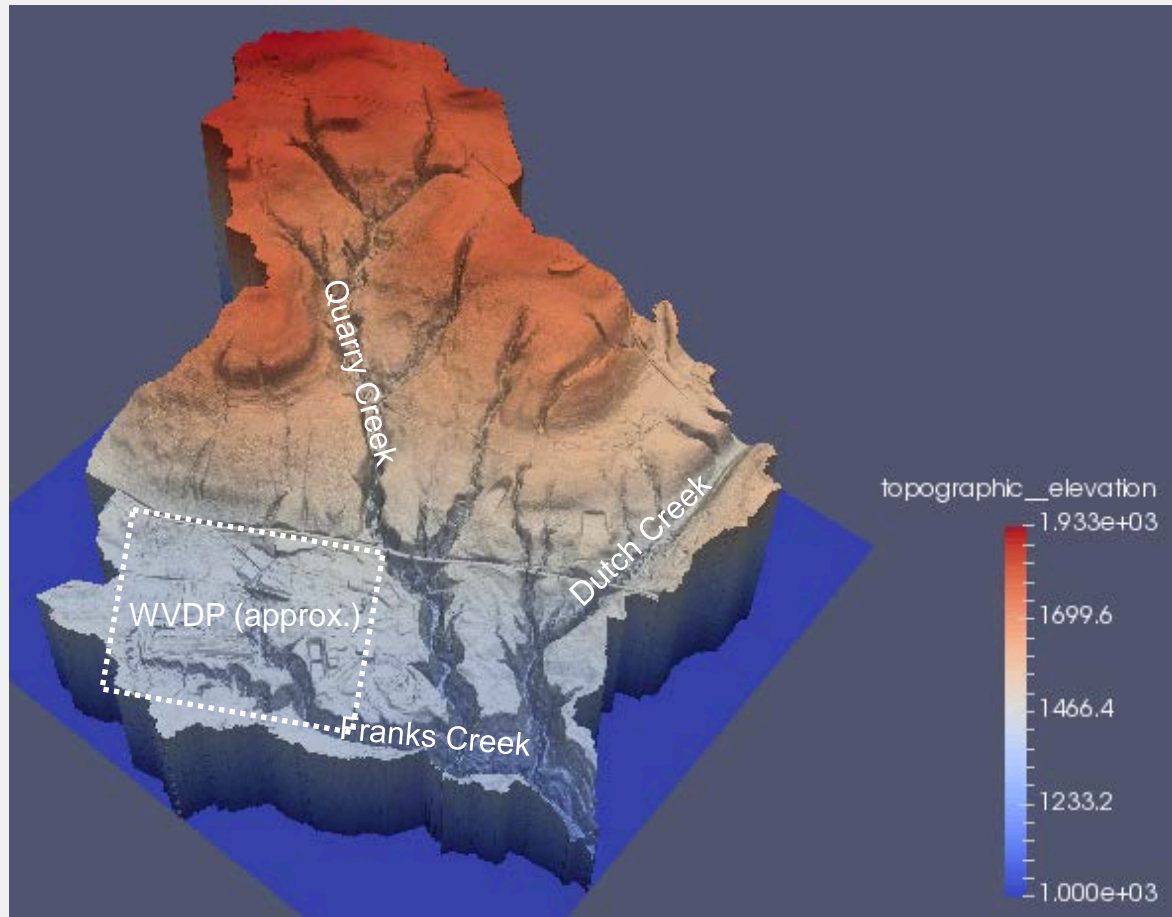 Quarry Creek
topographic__elevation
Dutch Creek
1.933e+03
WVDP (approx.)
1699.6
1466.4
Franks Creek
1233.2
1.000e+03